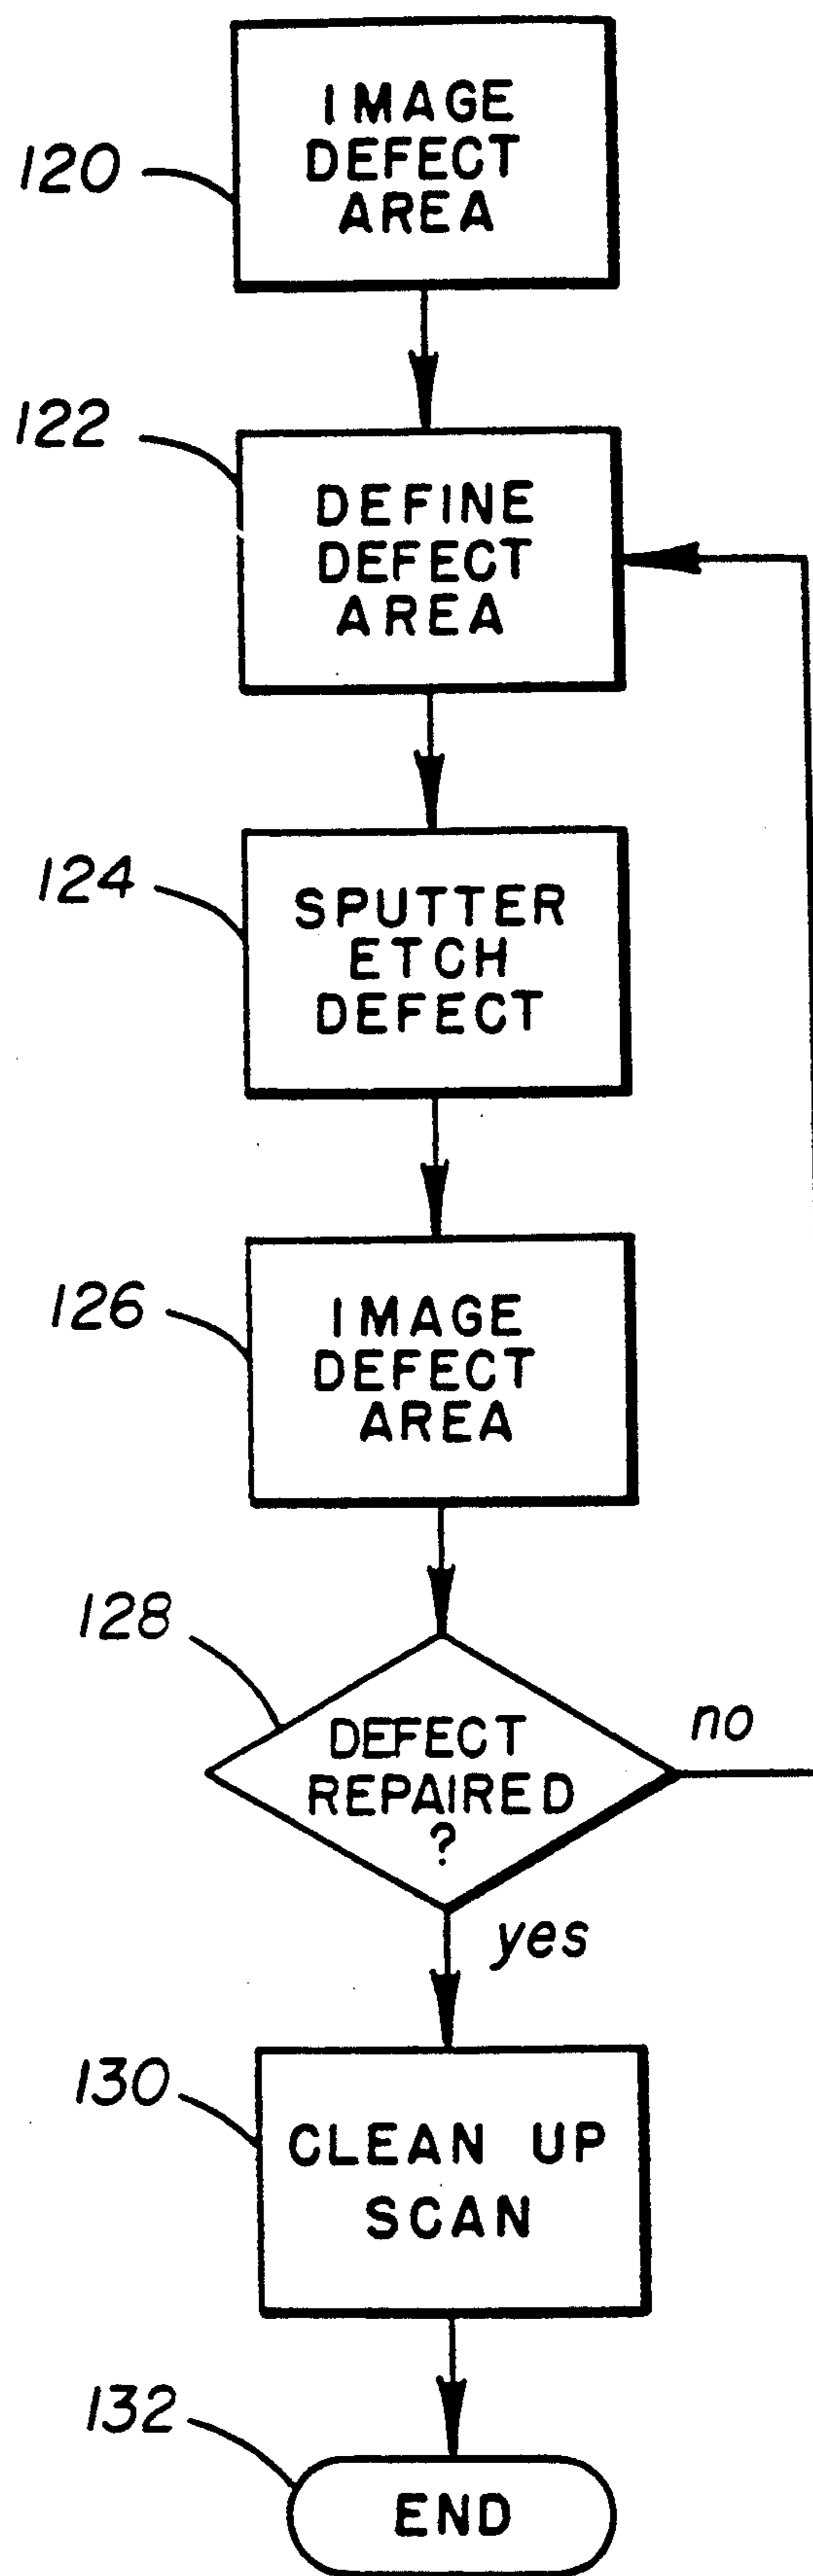 120
IMAGE
DEFECT
AREA
122
DEFINE
DEFECT
AREA
124
SPUTTER
ETCH
DEFECT
126
IMAGE
DEFECT
AREA
128
DEFECT
REPAIRED
?
no
yes
130
CLEAN UP
SCAN
132
END